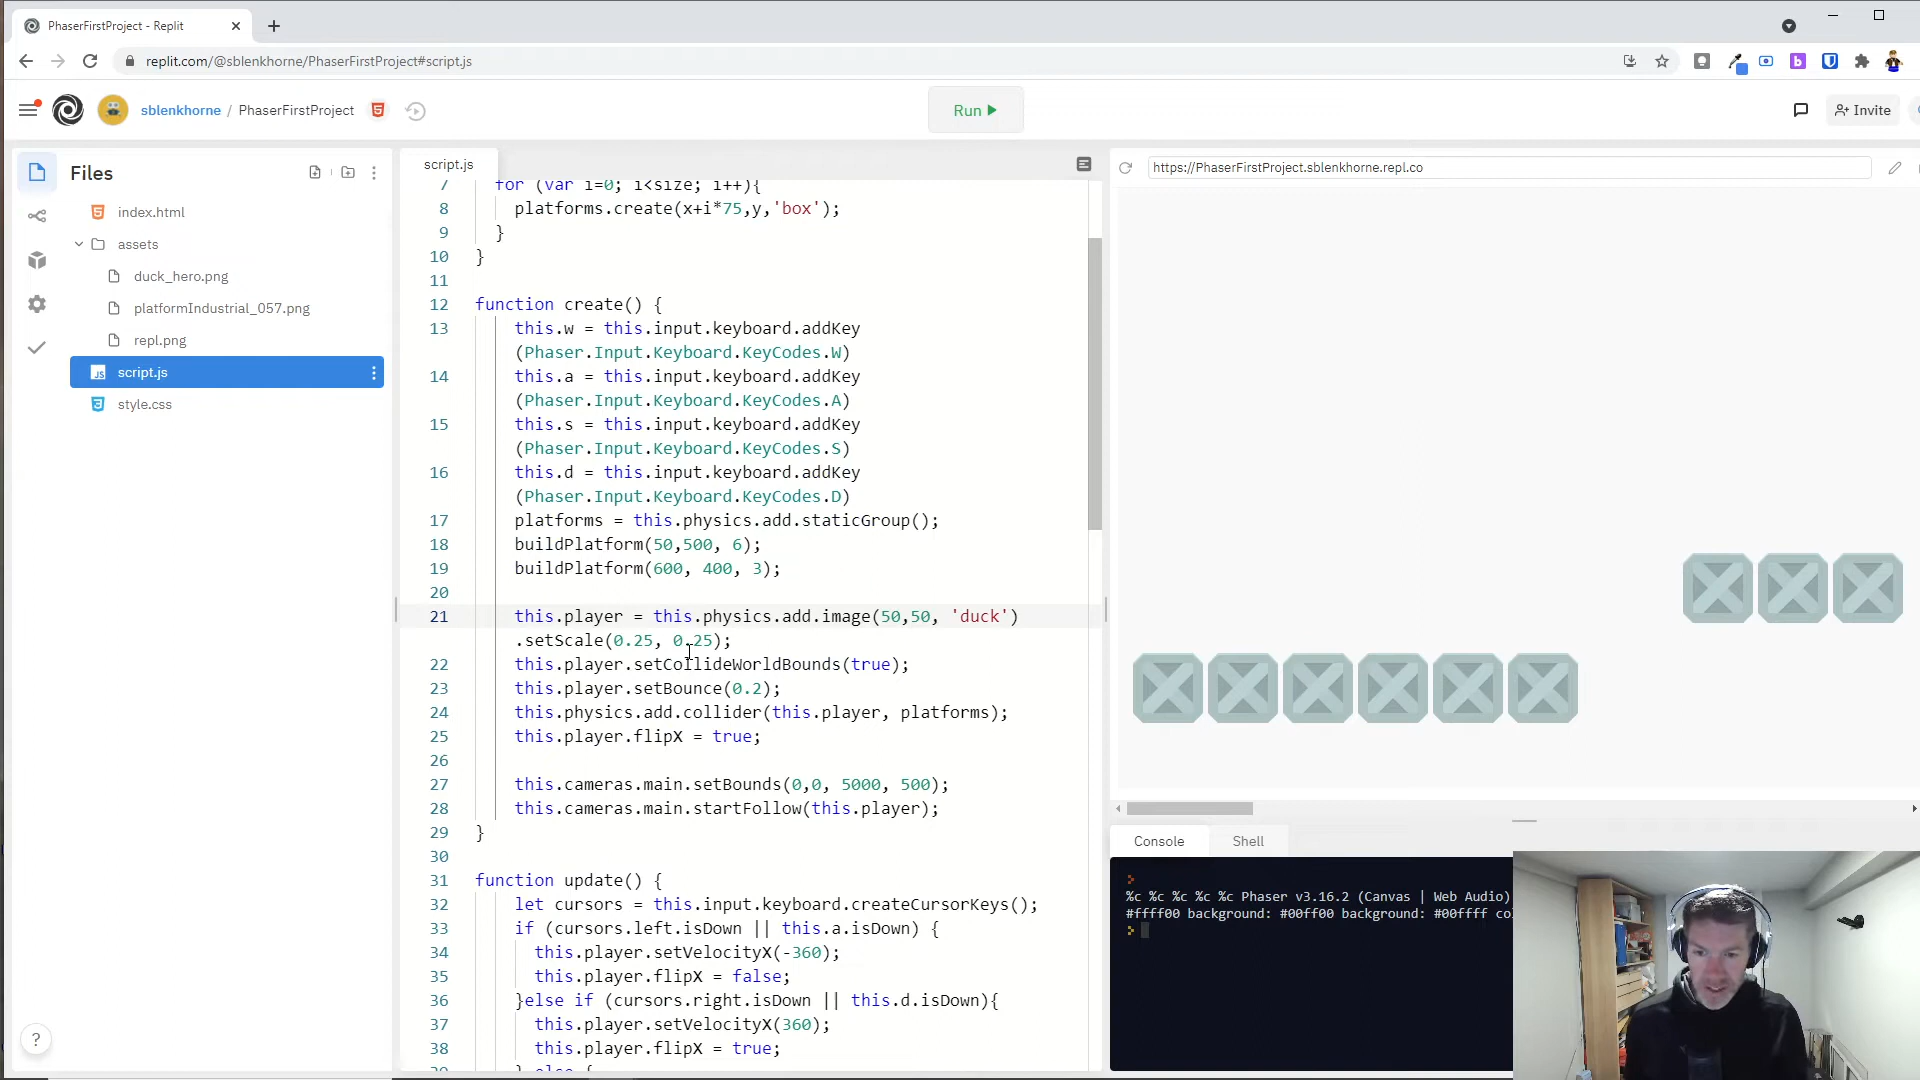 PhaserFirstProject - Replit
replit.com/@sblenkhorne/PhaserFirstProject#script.js
sblenkhorne / PhaserFirstProject
Run
Invite
Files
index.html
assets
duck_hero.png
platformIndustrial_057.png
repl.png
script.js
style.css
script.js
7 for (var i=0; i<size; i++){
8 platforms.create(x+i*75,y,'box');
9 }
10 }
11
12 function create() {
13 this.w = this.input.keyboard.addKey
(Phaser.Input.Keyboard.KeyCodes.W)
14 this.a = this.input.keyboard.addKey
(Phaser.Input.Keyboard.KeyCodes.A)
15 this.s = this.input.keyboard.addKey
(Phaser.Input.Keyboard.KeyCodes.S)
16 this.d = this.input.keyboard.addKey
(Phaser.Input.Keyboard.KeyCodes.D)
17 platforms = this.physics.add.staticGroup();
18 buildPlatform(50,500, 6);
19 buildPlatform(600, 400, 3);
20
21 this.player = this.physics.add.image(50,50, 'duck')
.setScale(0.25, 0.25);
22 this.player.setCollideWorldBounds(true);
23 this.player.setBounce(0.2);
24 this.physics.add.collider(this.player, platforms);
25 this.player.flipX = true;
26
27 this.cameras.main.setBounds(0,0, 5000, 500);
28 this.cameras.main.startFollow(this.player);
29 }
30
31 function update() {
32 let cursors = this.input.keyboard.createCursorKeys();
33 if (cursors.left.isDown || this.a.isDown) {
34 this.player.setVelocityX(-360);
35 this.player.flipX = false;
36 }else if (cursors.right.isDown || this.d.isDown){
37 this.player.setVelocityX(360);
38 this.player.flipX = true;
39 } else {
https://PhaserFirstProject.sblenkhorne.repl.co
Console Shell
%c %c %c %c %c Phaser v3.16.2 (Canvas | Web Audio)
#ffff00 background: #00ff00 background: #00ffff co
?